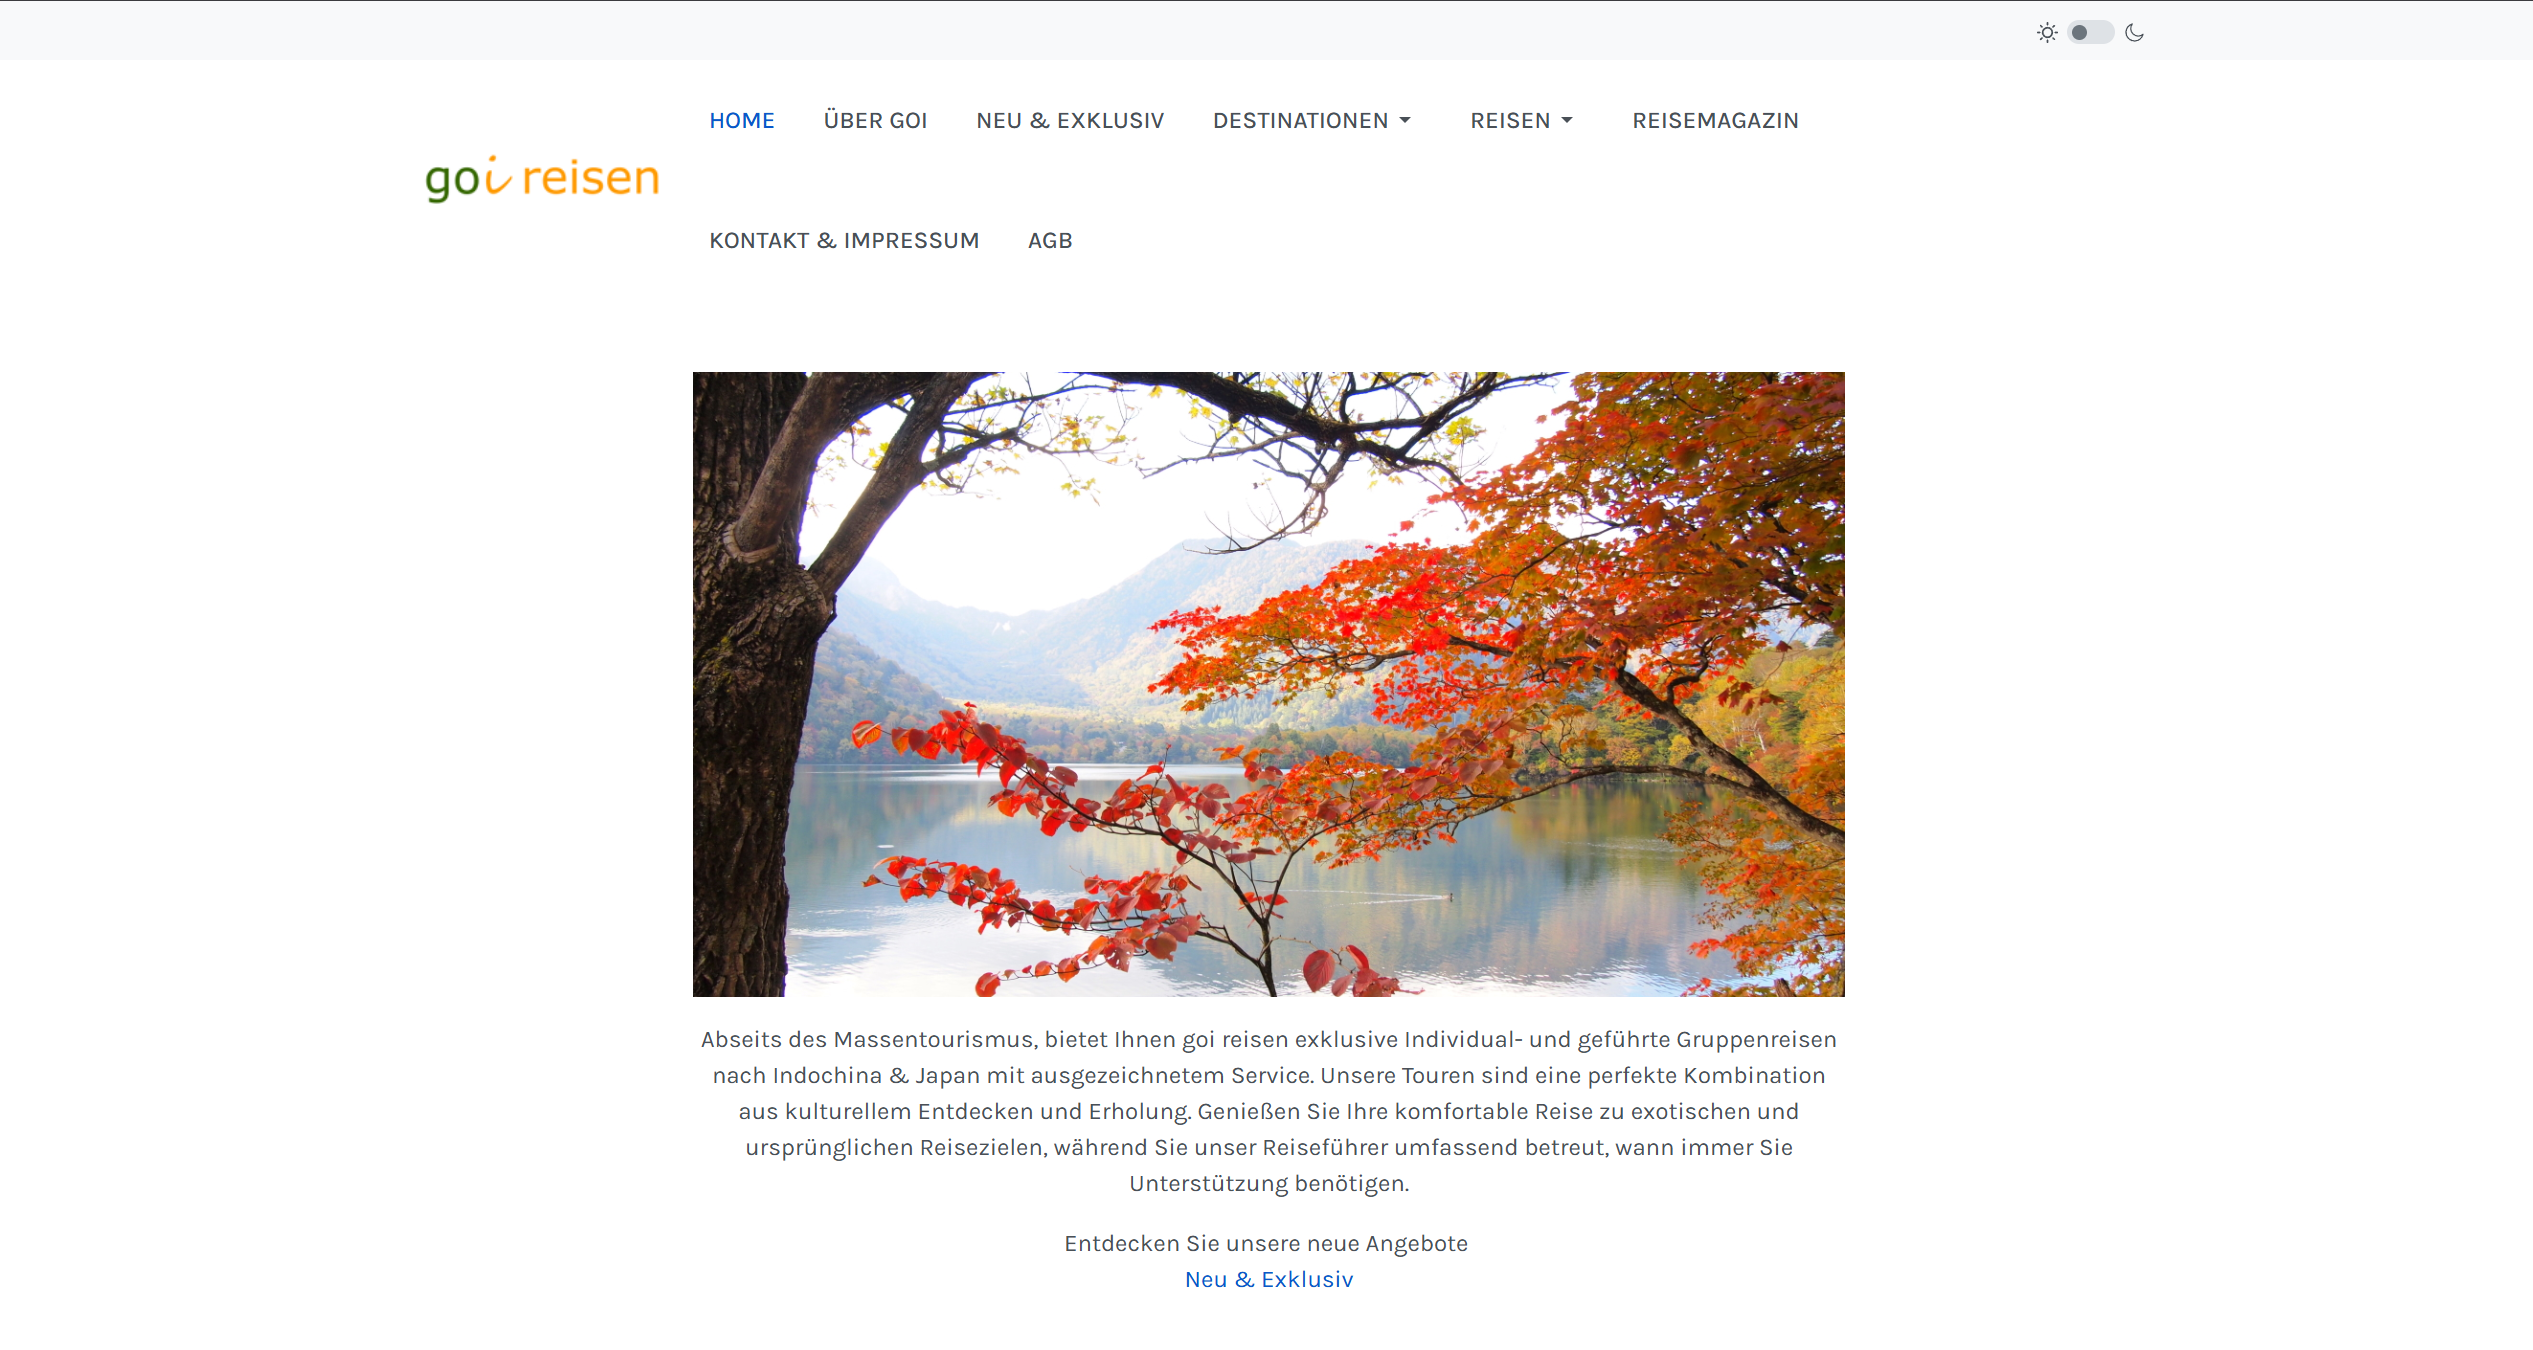 HOME ÜBER GOI NEU & EXKLUSIV DESTINATIONEN REISEN REISEMAGAZIN
goi reisen
KONTAKT & IMPRESSUM AGB
Abseits des Massentourismus, bietet Ihnen goi reisen exklusive Individual- und geführte Gruppenreisen
nach Indochina & Japan mit ausgezeichnetem Service. Unsere Touren sind eine perfekte Kombination
aus kulturellem Entdecken und Erholung. Genießen Sie Ihre komfortable Reise zu exotischen und
ursprünglichen Reisezielen, während Sie unser Reiseführer umfassend betreut, wann immer Sie
Unterstützung benötigen.
Entdecken Sie unsere neue Angebote
Neu & Exklusiv